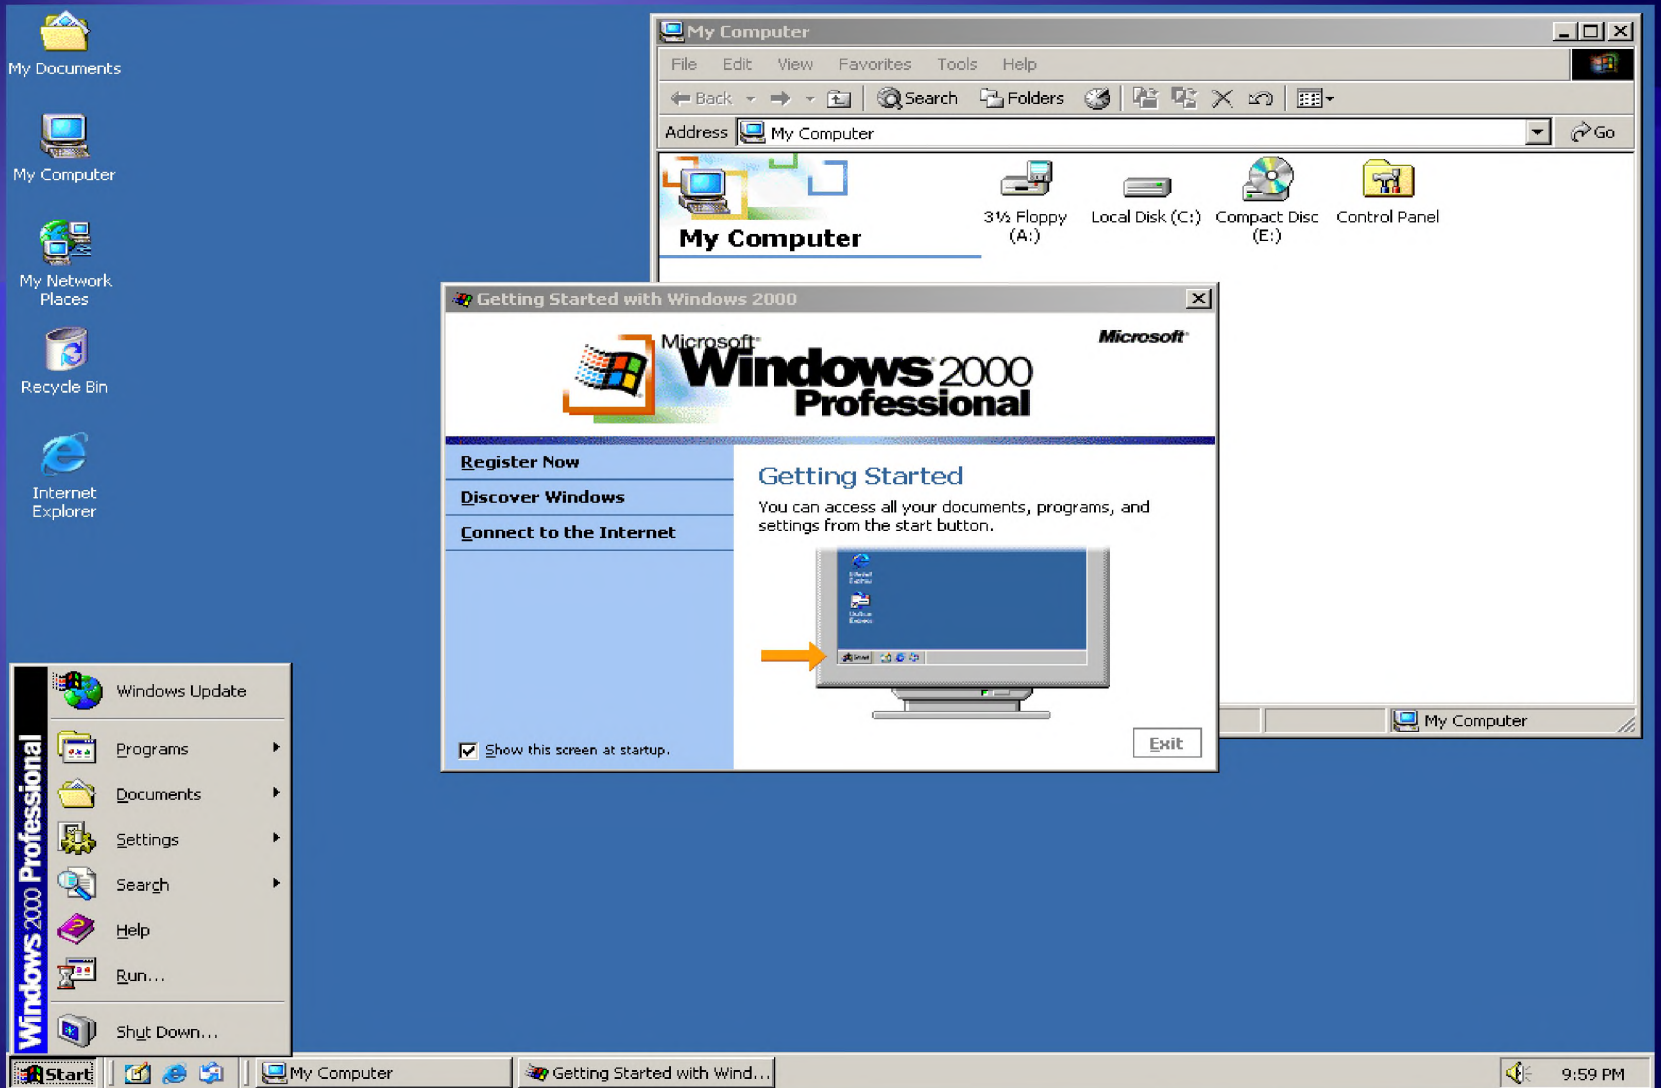 My Documents
My Computer
My Network
Places
Recycle Bin
Internet
Explorer
My Computer
File Edit View Favorites Tools Help
Back Search Folders
Address My Computer Go
My Computer
3½ Floppy
(A:)
Local Disk (C:)
Compact Disc
(E:)
Control Panel
My Computer
Getting Started with Windows 2000
Microsoft
Windows 2000
Professional
Microsoft
Register Now
Discover Windows
Connect to the Internet
Show this screen at startup.
Getting Started
You can access all your documents, programs, and
settings from the start button.
Start
Exit
Windows 2000 Professional
Windows Update
Programs
Documents
Settings
Search
Help
Run...
Shut Down...
Start
My Computer
Getting Started with Wind...
9:59 PM